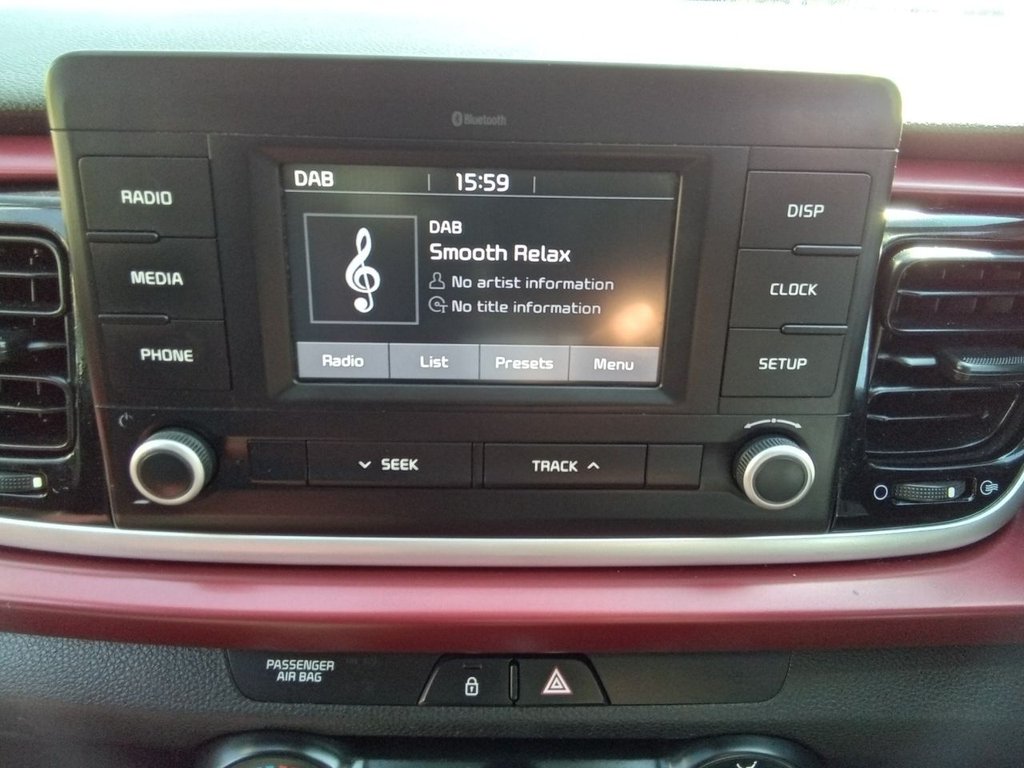 Bluetooth
RADIO
MEDIA
PHONE
DAB
15:59
DAB
Smooth Relax
No artist information
No title information
Radio
List
Presets
Menu
DISP
CLOCK
SETUP
SEEK
TRACK
PASSENGER
AIR BAG